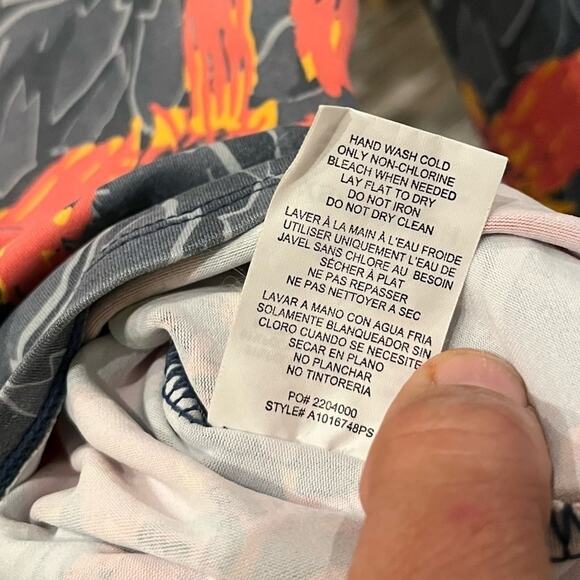 HAND WASH COLD
ONLY NON-CHLORINE
BLEACH WHEN NEEDED
LAY FLAT TO DRY
DO NOT IRON
DO NOT DRY CLEAN
LAVER À LA MAIN À L'EAU FROIDE
UTILISER UNIQUEMENT L'EAU DE
JAVEL SANS CHLORE AU BESOIN
SÉCHER À PLAT
NE PAS REPASSER
NE PAS NETTOYER A SEC
LAVAR A MANO CON AGUA FRIA
SOLAMENTE BLANQUEADOR SIN
CLORO CUANDO SE NECESITE
SECAR EN PLANO
NO PLANCHAR
NO TINTORERIA
PO# 2204000
STYLE# A1016748PS